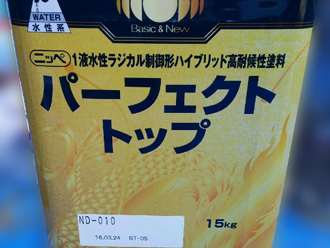 WATER
水性系
Basic & New
ニッペ 1液水性ラジカル制御形ハイブリッド高耐候性塗料
パーフェクト
トップ
ND-010
16.03.24 ST-05
15kg